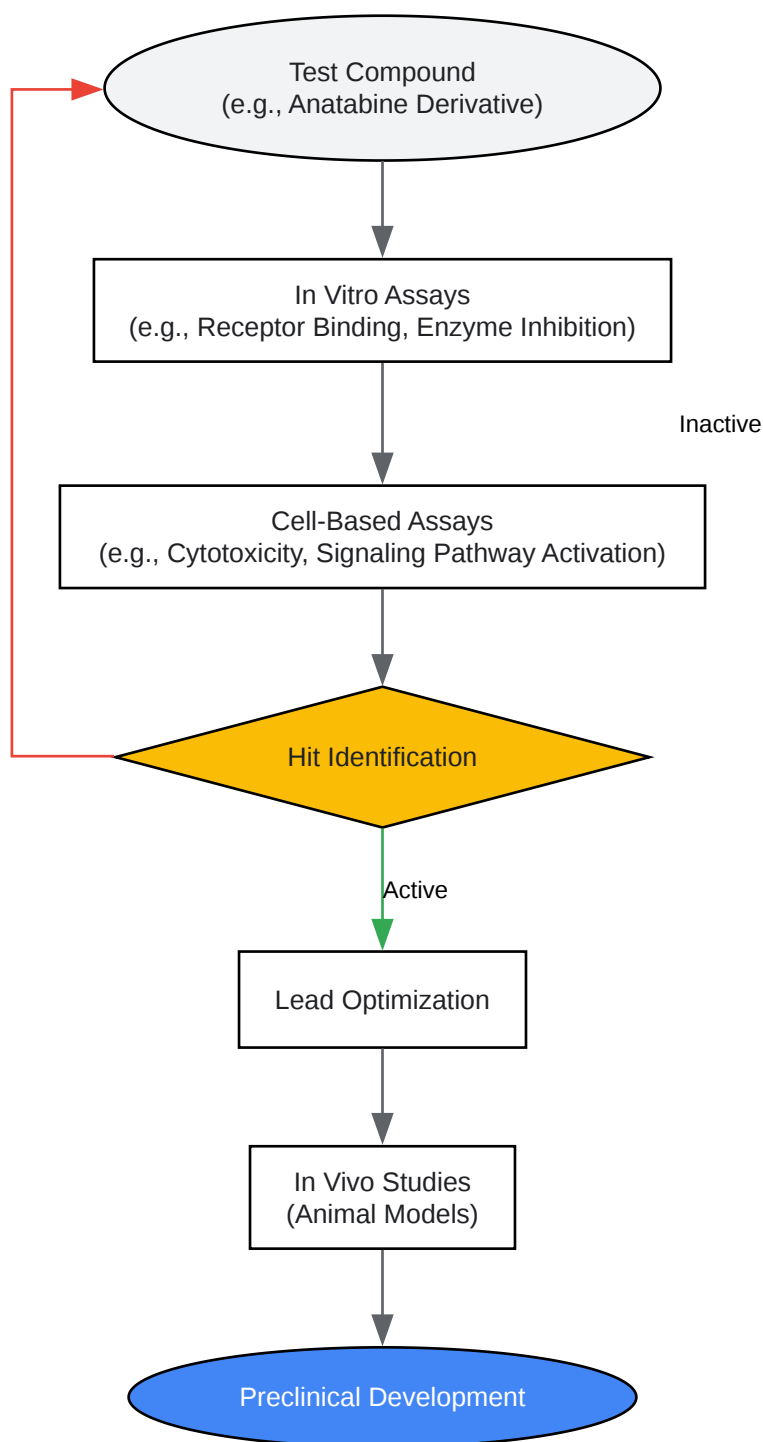 Test Compound
(e.g., Anatabine Derivative)
In Vitro Assays
(e.g., Receptor Binding, Enzyme Inhibition)
Inactive
Cell-Based Assays
(e.g., Cytotoxicity, Signaling Pathway Activation)
Hit Identification
Active
Lead Optimization
In Vivo Studies
(Animal Models)
Preclinical Development